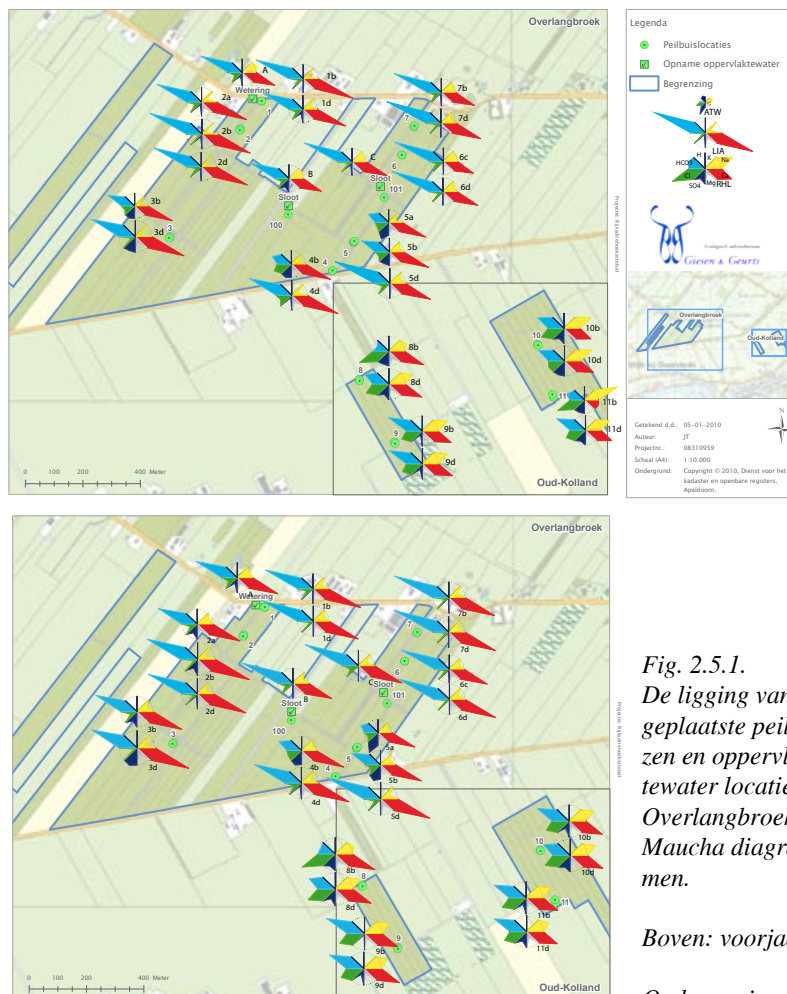 Overlangbroek
A
1b
2a
Wetering
1
1d
7b
7d
7
2b
2
6c
C
6
2d
B
Sloot
101
6d
Sloot
3b
5a
3
3d
100
5
5b
4b
4
5d
4d
10b
8b
10
10d
8
8d
11
11b
9b
9
11d
9d
0 200 400 Meter
Oud-Kolland
Legenda
Peilbuislocaties
Opname oppervlaktewater
Begrenzing
ATW
LIA
H K Na
HCO3
Cl Ca
SO4 Mg RHL
Ecologisch adviesbureau
Giesen & Geurts
Overlangbroek
Oud-Kolland
Getekend d.d.: 05-01-2010
Auteur: JT
Projectnr.: 08310959
Schaal (A4): 1:10.000
Ondergrond: Copyright © 2010, Dienst voor het
kadaster en openbare registers,
Apeldoorn.
Overlangbroek
A
Wetering
1b
7b
1
1d
2a
2
7
7d
2b
C
6
6c
2d
B
Sloot
101
6d
Sloot
3b
100
5a
3
3d
5
4b
4
5b
4d
5d
10b
10
8b
10d
8
8d
11b
11
9b
9
11d
9d
0 100 200 400 Meter
Oud-Kolland
Fig. 2.5.1.
De ligging van
geplaatste peil
zen en oppervl
tewater locatie
Overlangbroek
Maucha diagra
men.
Boven: voorjaa